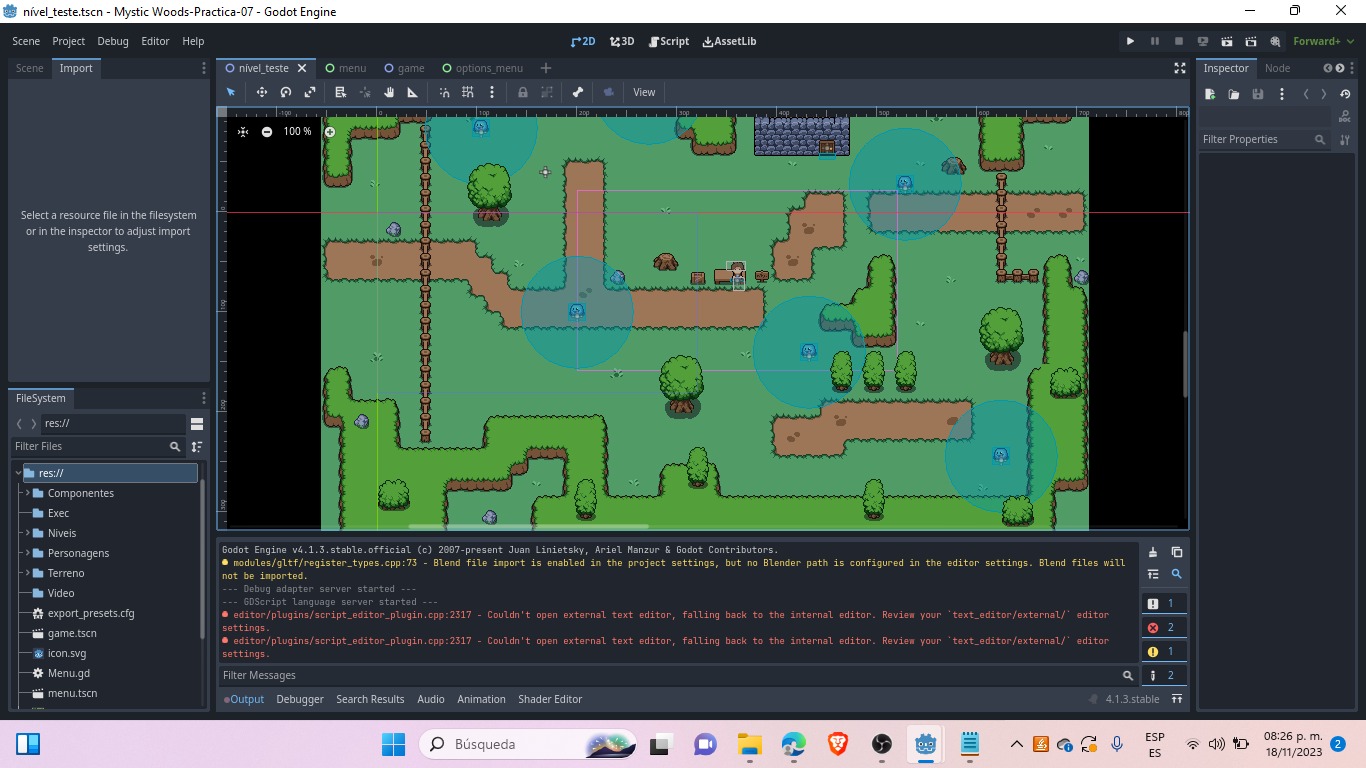 nível_teste.tscn - Mystic Woods-Practica-07 - Godot Engine
Scene Project Debug Editor Help
2D 3D Script AssetLib
Forward+
Scene Import
nível_teste menu game options_menu
Inspector Node
View
100 %
Filter Properties
Select a resource file in the filesystem
or in the inspector to adjust import
settings.
FileSystem
res://
Filter Files
res://
Componentes
Exec
Niveis
Personagens
Terreno
Video
export_presets.cfg
game.tscn
icon.svg
Menu.gd
menu.tscn
Godot Engine v4.1.3.stable.official (c) 2007-present Juan Linietsky, Ariel Manzur & Godot Contributors.
modules/gltf/register_types.cpp:73 - Blend file import is enabled in the project settings, but no Blender path is configured in the editor settings. Blend files will
not be imported.
--- Debug adapter server started ---
--- GDScript language server started ---
editor/plugins/script_editor_plugin.cpp:2317 - Couldn't open external text editor, falling back to the internal editor. Review your `text_editor/external/` editor
settings.
editor/plugins/script_editor_plugin.cpp:2317 - Couldn't open external text editor, falling back to the internal editor. Review your `text_editor/external/` editor
settings.
1
2
1
2
Filter Messages
Output Debugger Search Results Audio Animation Shader Editor
4.1.3.stable
Búsqueda
ESP
ES
08:26 p. m.
18/11/2023
2